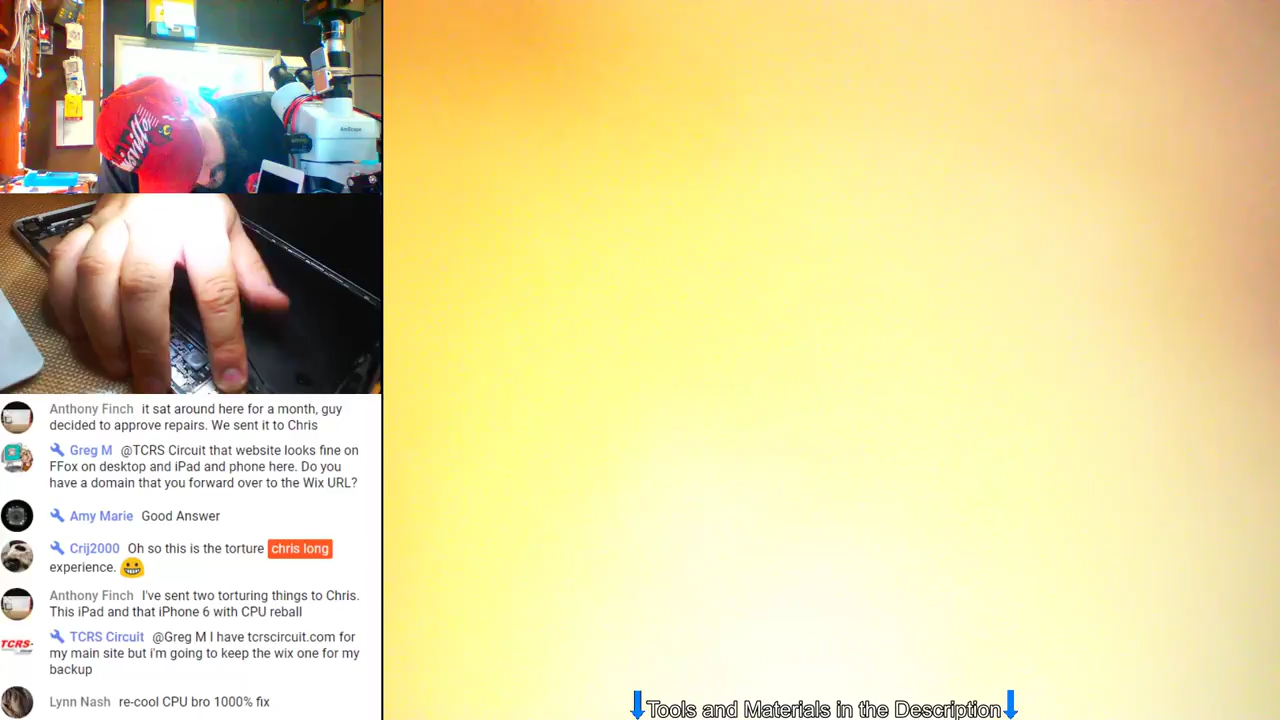 AmScope
Anthony Finch it sat around here for a month, guy
decided to approve repairs. We sent it to Chris
Greg M @TCRS Circuit that website looks fine on
FFox on desktop and iPad and phone here. Do you
have a domain that you forward over to the Wix URL?
Amy Marie Good Answer
Crij2000 Oh so this is the torture chris long
experience.
Anthony Finch I've sent two torturing things to Chris.
This iPad and that iPhone 6 with CPU reball
TCRS-
TCRS Circuit @Greg M I have tcrscircuit.com for
my main site but i'm going to keep the wix one for my
backup
Lynn Nash re-cool CPU bro 1000% fix
Tools and Materials in the Description